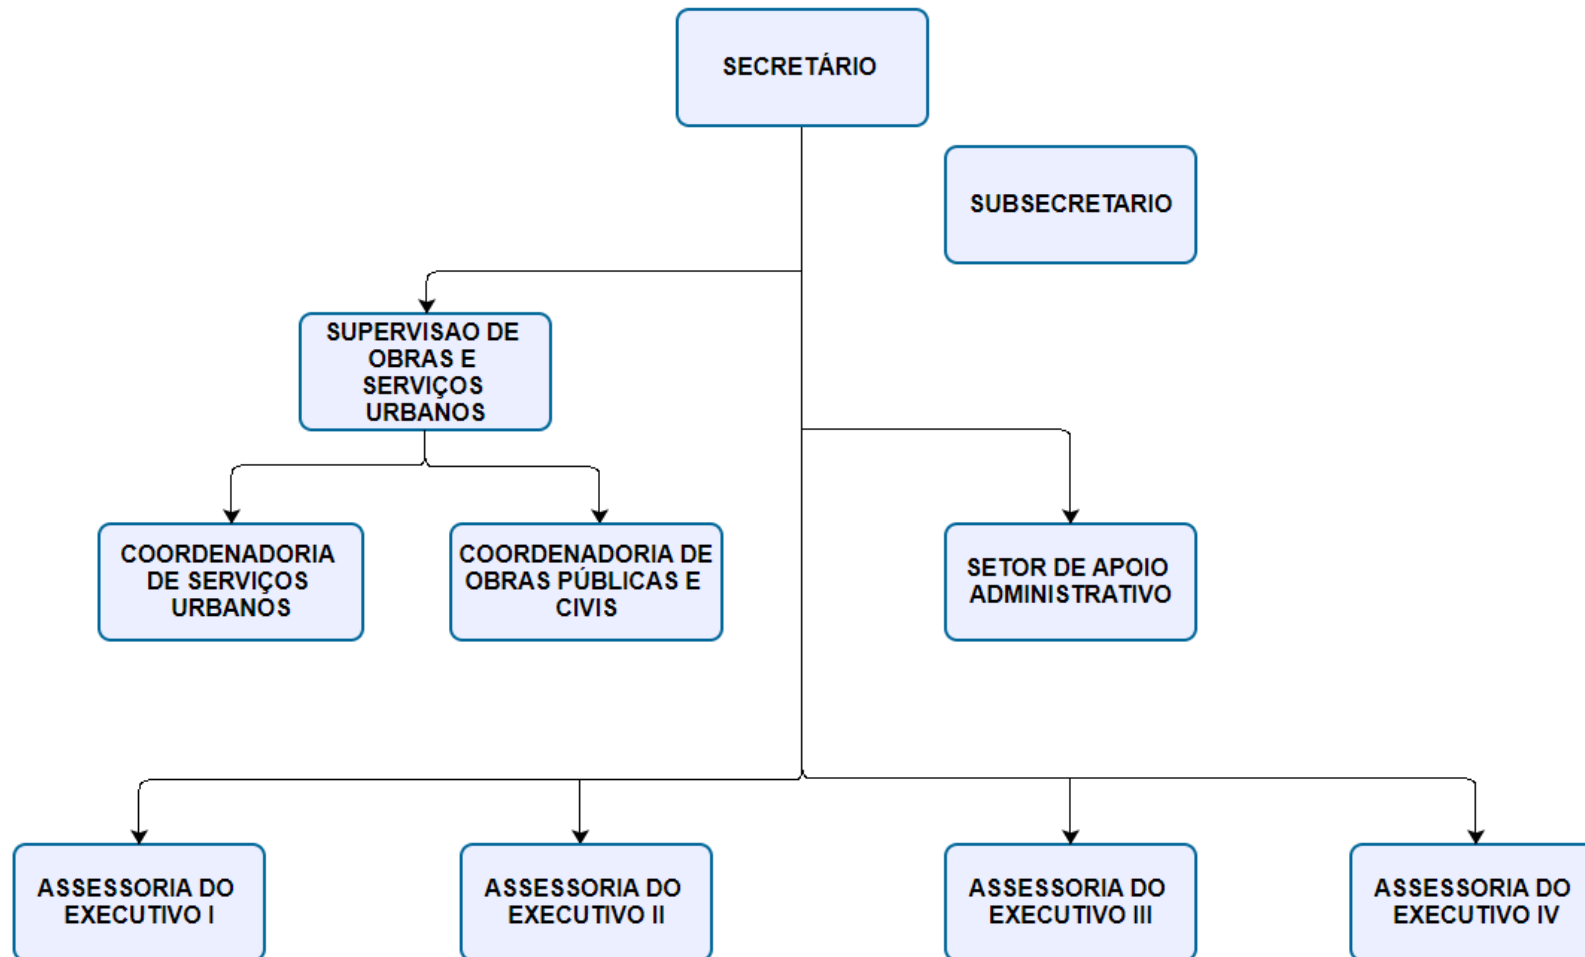 SECRETÁRIO
SUBSECRETARIO
SUPERVISAO DE
OBRAS E
SERVIÇOS
URBANOS
COORDENADORIA
DE SERVIÇOS
URBANOS
COORDENADORIA DE
OBRAS PÚBLICAS E
CIVIS
SETOR DE APOIO
ADMINISTRATIVO
ASSESSORIA DO
EXECUTIVO I
ASSESSORIA DO
EXECUTIVO II
ASSESSORIA DO
EXECUTIVO III
ASSESSORIA DO
EXECUTIVO IV